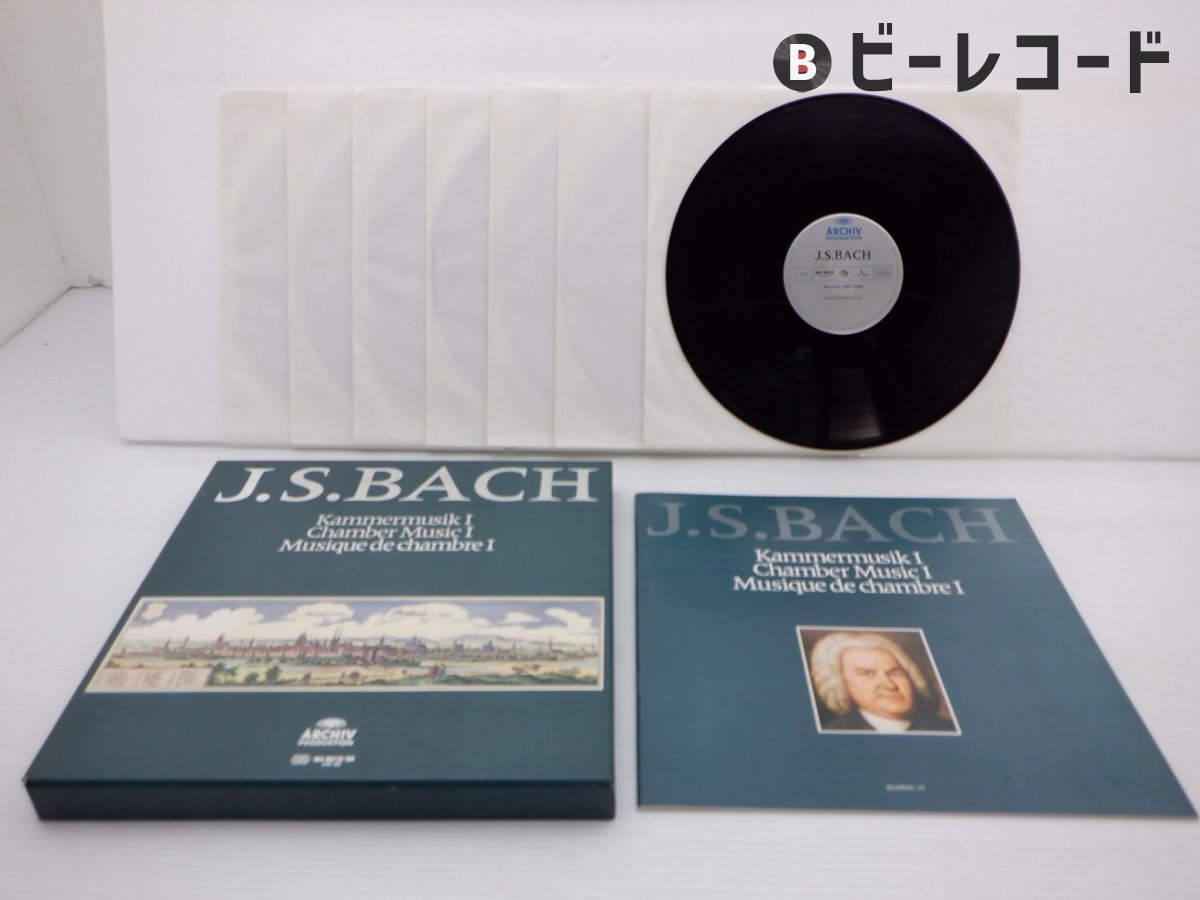 B ビーレコード
ARCHIV
PRODUKTION
J.S.BACH
J.S.BACH
Kammermusik I
Chamber Music I
Musique de chambre I
ARCHIV
PRODUKTION
J.S.BACH
Kammermusik I
Chamber Music I
Musique de chambre I